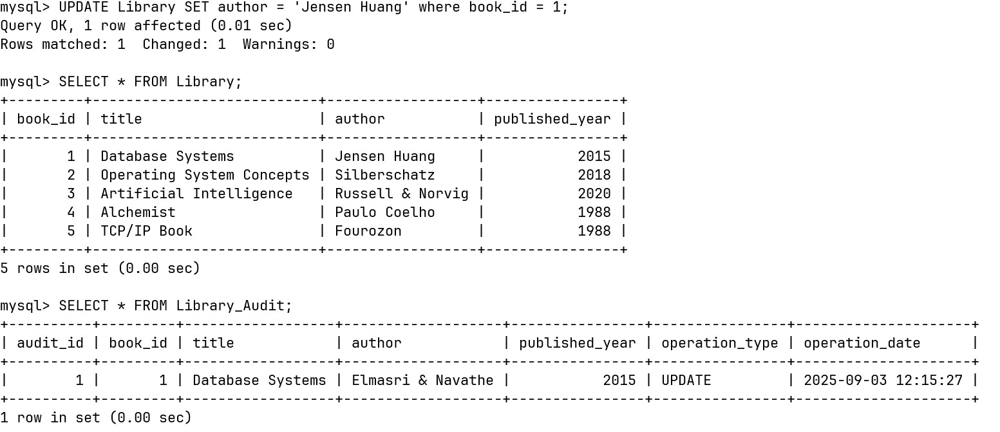 mysql> UPDATE Library SET author = 'Jensen Huang' where book_id = 1;
Query OK, 1 row affected (0.01 sec)
Rows matched: 1  Changed: 1  Warnings: 0

mysql> SELECT * FROM Library;
+---------+---------------------------+------------------+----------------+
| book_id | title                     | author           | published_year |
+---------+---------------------------+------------------+----------------+
|       1 | Database Systems          | Jensen Huang     |           2015 |
|       2 | Operating System Concepts | Silberschatz     |           2018 |
|       3 | Artificial Intelligence   | Russell & Norvig |           2020 |
|       4 | Alchemist                 | Paulo Coelho     |           1988 |
|       5 | TCP/IP Book               | Fourozon         |           1988 |
+---------+---------------------------+------------------+----------------+
5 rows in set (0.00 sec)

mysql> SELECT * FROM Library_Audit;
+----------+---------+------------------+-------------------+----------------+----------------+---------------------+
| audit_id | book_id | title            | author            | published_year | operation_type | operation_date      |
+----------+---------+------------------+-------------------+----------------+----------------+---------------------+
|        1 |       1 | Database Systems | Elmasri & Navathe |           2015 | UPDATE         | 2025-09-03 12:15:27 |
+----------+---------+------------------+-------------------+----------------+----------------+---------------------+
1 row in set (0.00 sec)